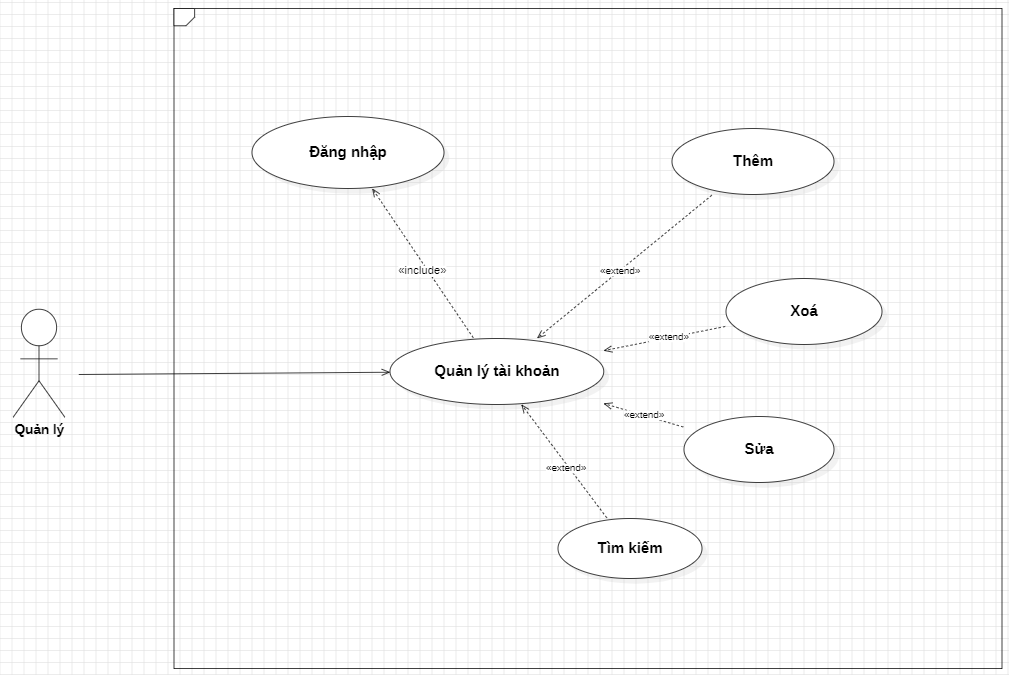 Đăng nhập
Thêm
«include»
«extend»
Xoá
«extend»
Quản lý tài khoản
«extend»
Quản lý
Sửa
«extend»
Tìm kiếm